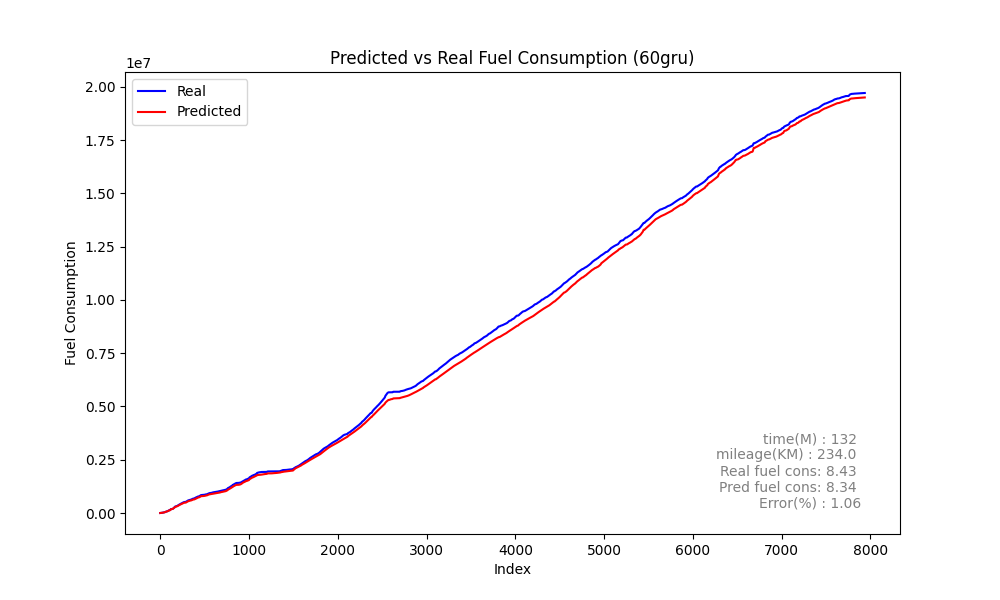 Predicted vs Real Fuel Consumption (60gru)
1e7
Real
Predicted
2.00
1.75
1.50
1.25
1.00
0.75
0.50
0.25
0.00
Fuel Consumption
time(M) : 132
mileage(KM) : 234.0
Real fuel cons: 8.43
Pred fuel cons: 8.34
Error(%) : 1.06
0 1000 2000 3000 4000 5000 6000 7000 8000
Index